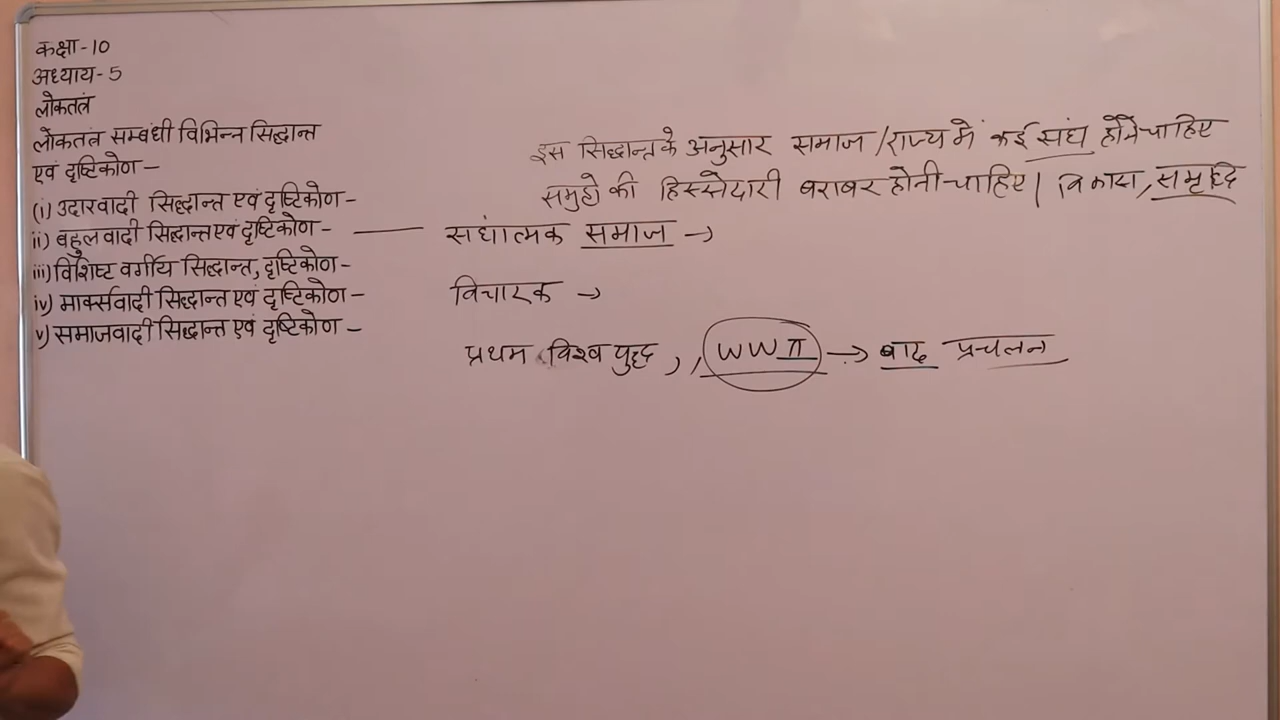 कक्षा-10
अध्याय-5
लोकतंत्र
लोकतंत्र सम्बंधी विभिन्न सिद्धान्त
एवं दृष्टिकोण –
(i) उदारवादी सिद्धान्त एवं दृष्टिकोण –
ii) बहुलवादी सिद्धान्त एवं दृष्टिकोण –
iii) विशिष्ट वर्गीय सिद्धान्त, दृष्टिकोण –
iv) मार्क्सवादी सिद्धान्त एवं दृष्टिकोण –
v) समाजवादी सिद्धान्त एवं दृष्टिकोण –
इस सिद्धान्त के अनुसार समाज/राज्य में कई संघ होने चाहिए
समुहो की हिस्सेदारी बराबर होनी चाहिए| विकास, समृद्धि
संघात्मक समाज →
विचारक →
प्रथम विश्व युद्ध,, WW II → बाद प्रचलन